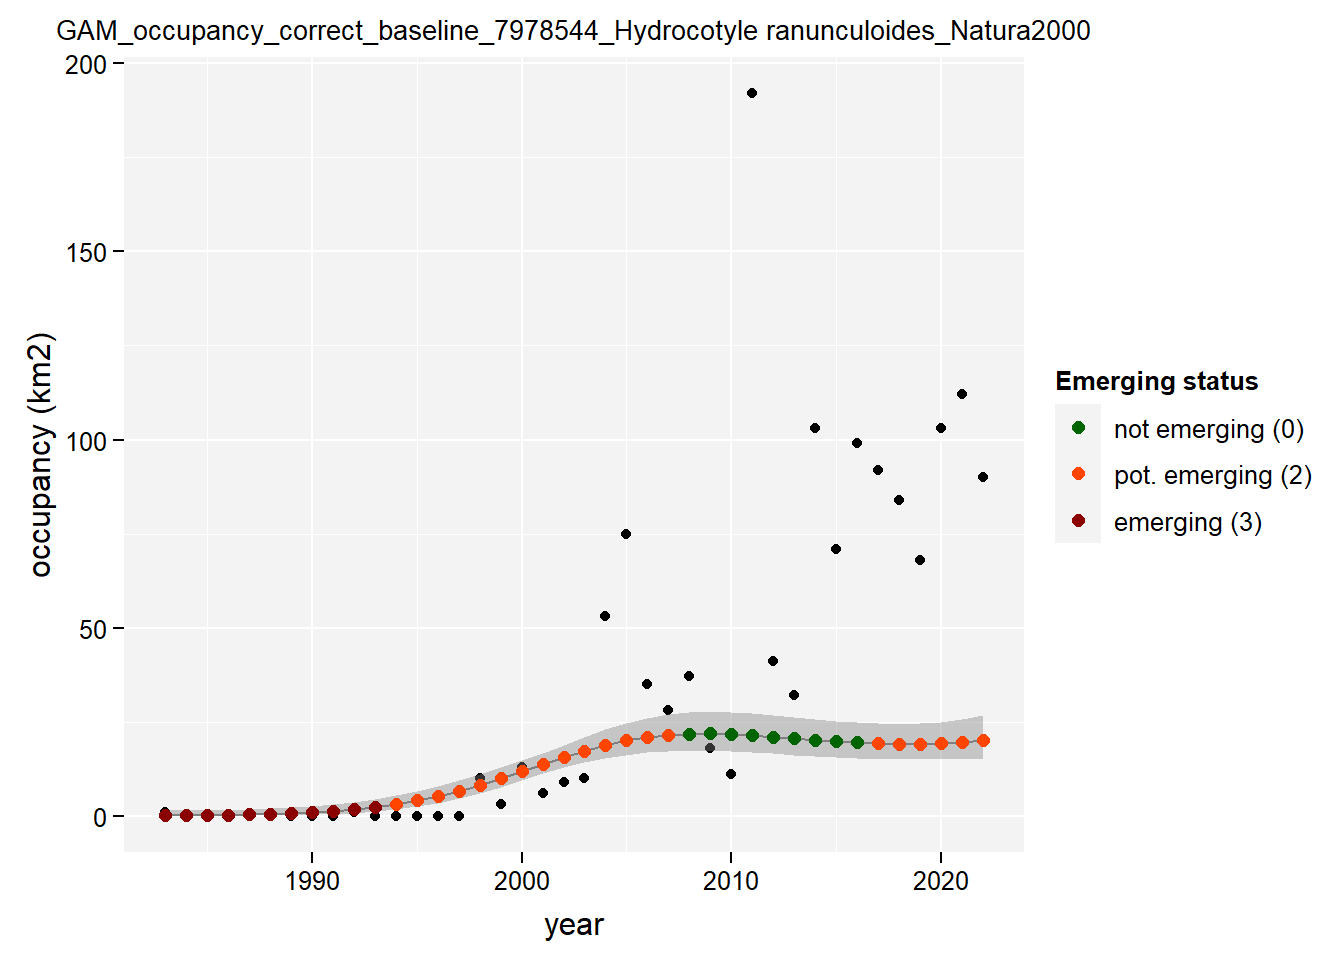 GAM_occupancy_correct_baseline_7978544_Hydrocotyle ranunculoides_Natura2000
200
150
100
50
0
occupancy (km2)
1990 2000 2010 2020
year
Emerging status
not emerging (0)
pot. emerging (2)
emerging (3)